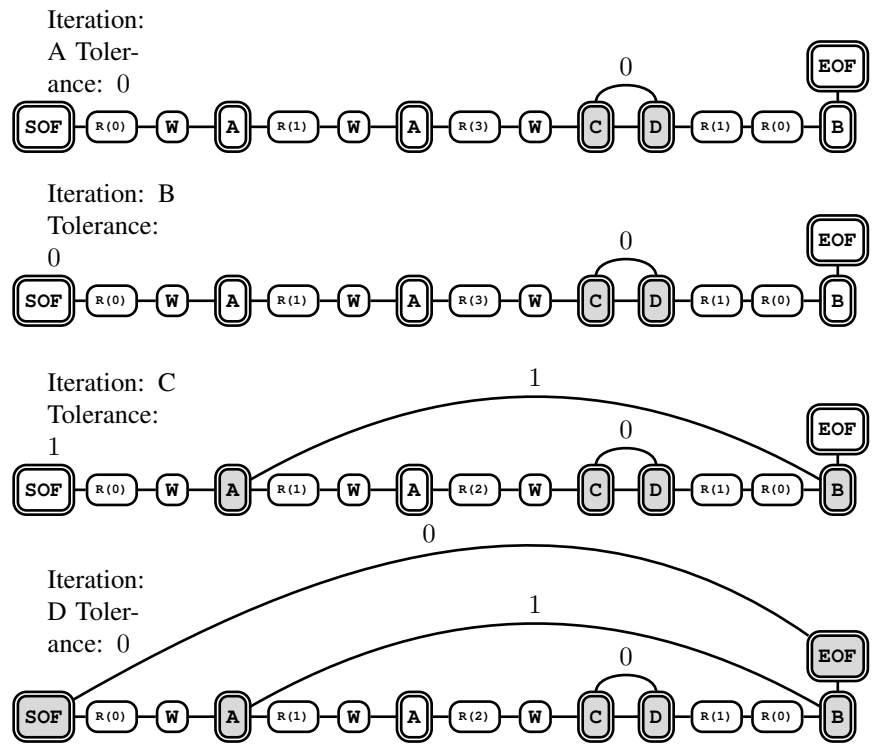 Iteration:
A Toler-
ance: 0
0
EOF
SOF R(0) W A R(1) W A R(3) W C D R(1) R(0) B
Iteration: B
Tolerance:
0
0
EOF
SOF R(0) W A R(1) W A R(3) W C D R(1) R(0) B
Iteration: C
Tolerance:
1
1
0
EOF
SOF R(0) W A R(1) W A R(2) W C D R(1) R(0) B
0
Iteration:
D Toler-
ance: 0
1
0
EOF
SOF R(0) W A R(1) W A R(2) W C D R(1) R(0) B